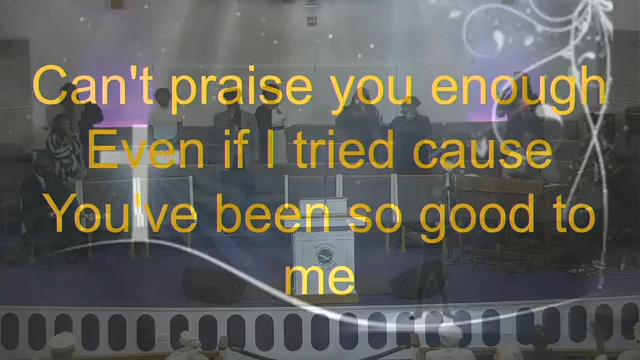 Can't praise you enough
Even if I tried cause
You've been so good to
me